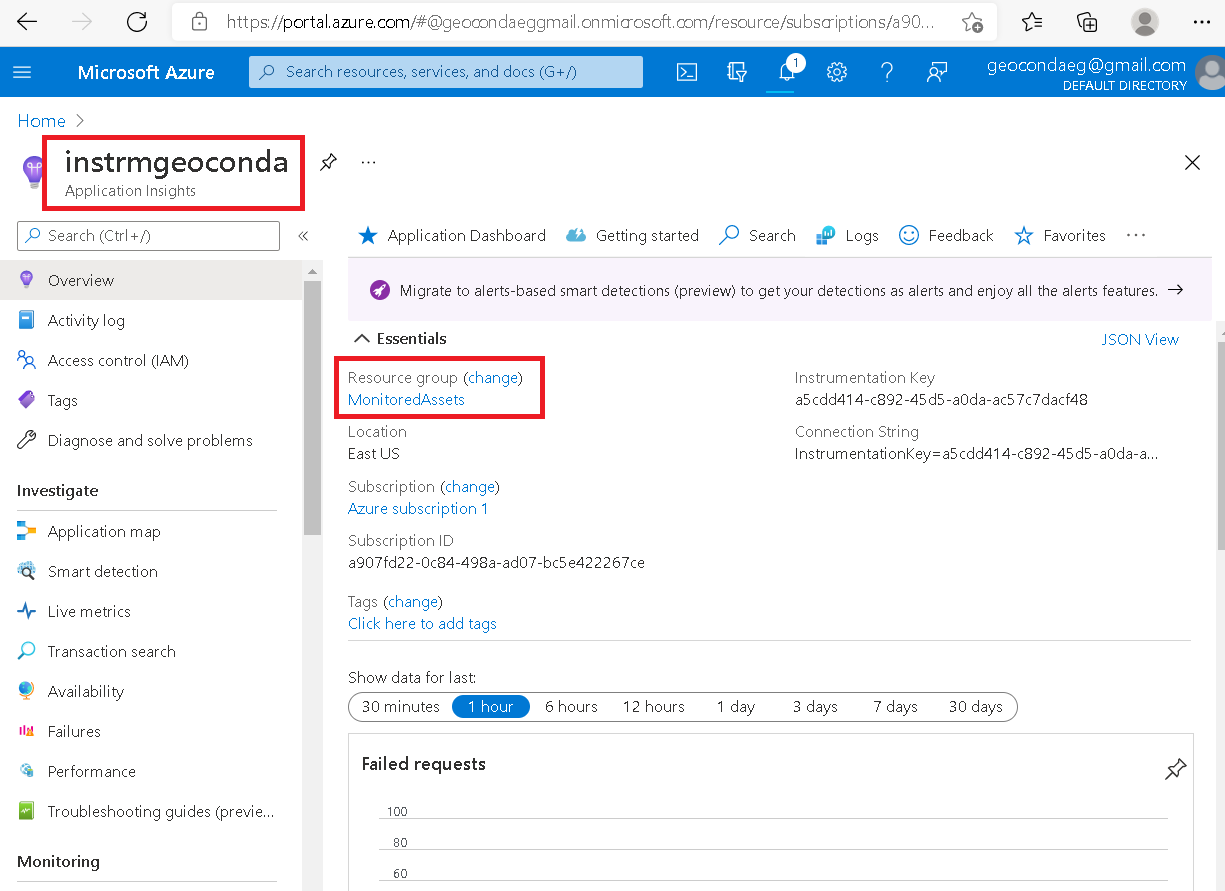 https://portal.azure.com/#@geocondaeggmail.onmicrosoft.com/resource/subscriptions/a90...
Microsoft Azure
Search resources, services, and docs (G+/)
1
geocondaeg@gmail.com
DEFAULT DIRECTORY
Home
instrmgeoconda
Application Insights
Search (Ctrl+/)
Overview
Activity log
Access control (IAM)
Tags
Diagnose and solve problems
Investigate
Application map
Smart detection
Live metrics
Transaction search
Availability
Failures
Performance
Troubleshooting guides (previe...
Monitoring
Application Dashboard
Getting started
Search
Logs
Feedback
Favorites
Migrate to alerts-based smart detections (preview) to get your detections as alerts and enjoy all the alerts features.
Essentials
JSON View
Resource group (change)
MonitoredAssets
Location
East US
Subscription (change)
Azure subscription 1
Subscription ID
a907fd22-0c84-498a-ad07-bc5e422267ce
Tags (change)
Click here to add tags
Instrumentation Key
a5cdd414-c892-45d5-a0da-ac57c7dacf48
Connection String
InstrumentationKey=a5cdd414-c892-45d5-a0da-a...
Show data for last:
30 minutes 1 hour 6 hours 12 hours 1 day 3 days 7 days 30 days
Failed requests
100
80
60